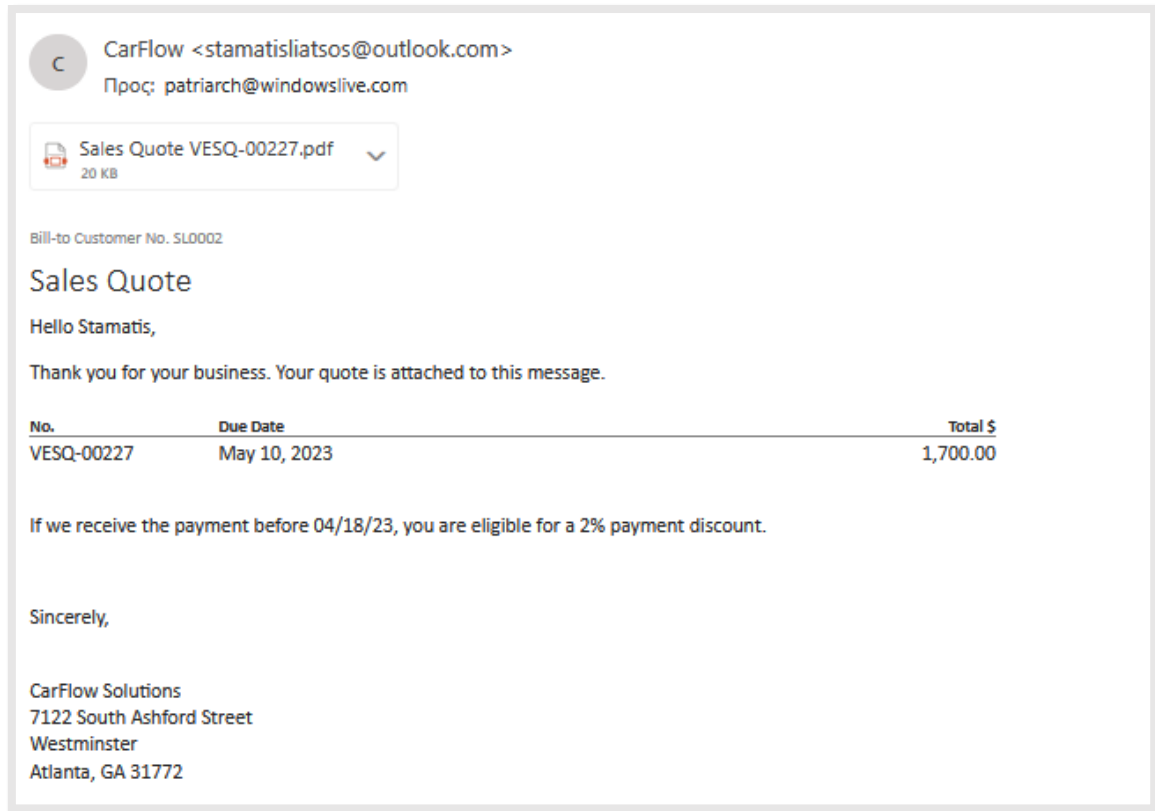 C
CarFlow <stamatisliatsos@outlook.com>
Προς: patriarch@windowslive.com
Sales Quote VESQ-00227.pdf
20 KB
Bill-to Customer No. SL0002
Sales Quote
Hello Stamatis,
Thank you for your business. Your quote is attached to this message.
No. Due Date Total $
VESQ-00227 May 10, 2023 1,700.00
If we receive the payment before 04/18/23, you are eligible for a 2% payment discount.
Sincerely,
CarFlow Solutions
7122 South Ashford Street
Westminster
Atlanta, GA 31772